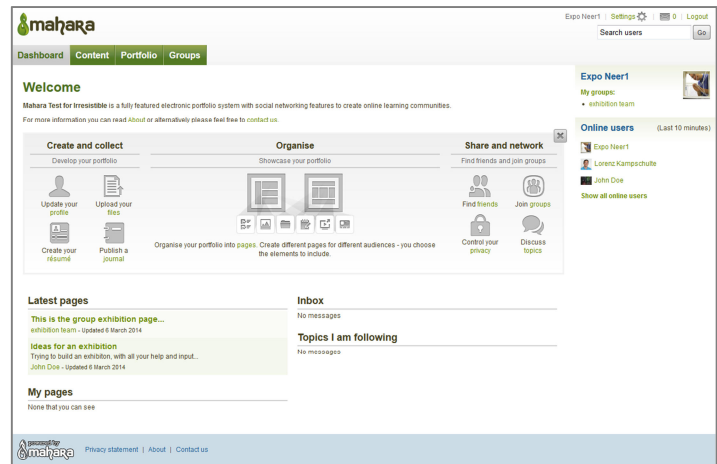 mahara
Expo Neer1 | Settings | 0 | Logout
Search users Go
Dashboard Content Portfolio Groups
Welcome
Mahara Test for Irresistible is a fully featured electronic portfolio system with social networking features to create online learning communities.
For more information you can read About or alternatively please feel free to contact us.
Create and collect
Develop your portfolio
Update your
profile
Upload your
files
Create your
résumé
Publish a
journal
Organise
Showcase your portfolio
Organise your portfolio into pages. Create different pages for different audiences - you choose
the elements to include.
Share and network
Find friends and join groups
Find friends
Join groups
Control your
privacy
Discuss
topics
Latest pages
This is the group exhibition page...
exhibition team - Updated 6 March 2014
Ideas for an exhibition
Trying to build an exhibiton, with all your help and input...
John Doe - Updated 6 March 2014
My pages
None that you can see
Inbox
No messages
Topics I am following
No messages
Expo Neer1
My groups:
• exhibition team
Online users (Last 10 minutes)
Expo Neer1
Lorenz Kampschulte
John Doe
Show all online users
powered by
mahara
Privacy statement | About | Contact us